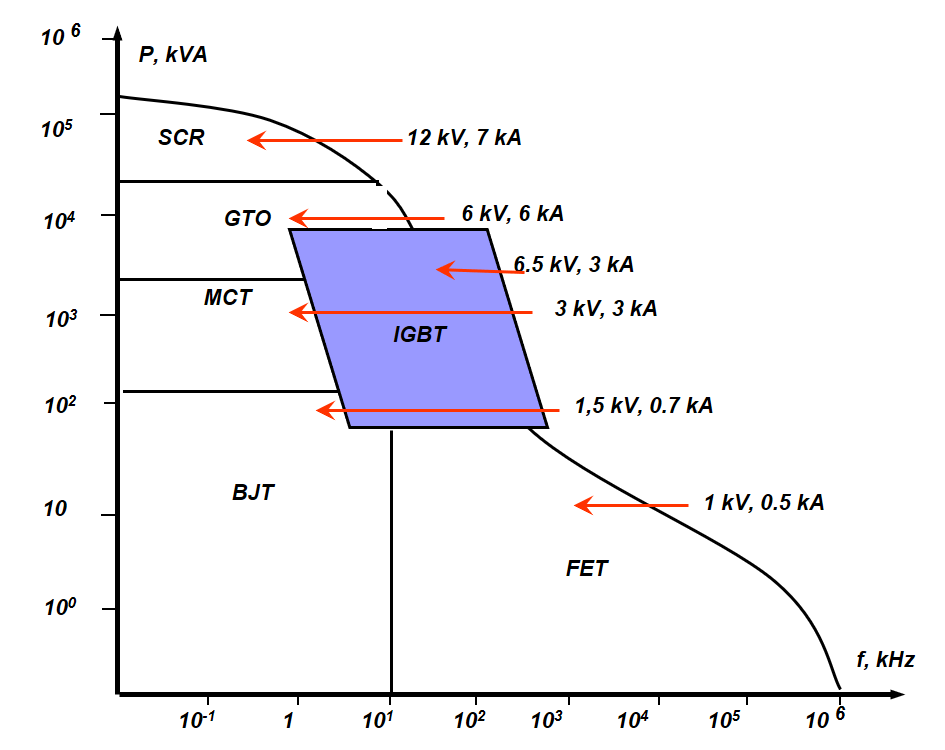 10 6
P, kVA
10⁵
SCR
12 kV, 7 kA
10⁴
GTO
6 kV, 6 kA
6.5 kV, 3 kA
MCT
3 kV, 3 kA
10³
IGBT
10²
1,5 kV, 0.7 kA
BJT
10
1 kV, 0.5 kA
FET
10⁰
f, kHz
10⁻¹ 1 10¹ 10² 10³ 10⁴ 10⁵ 10 6